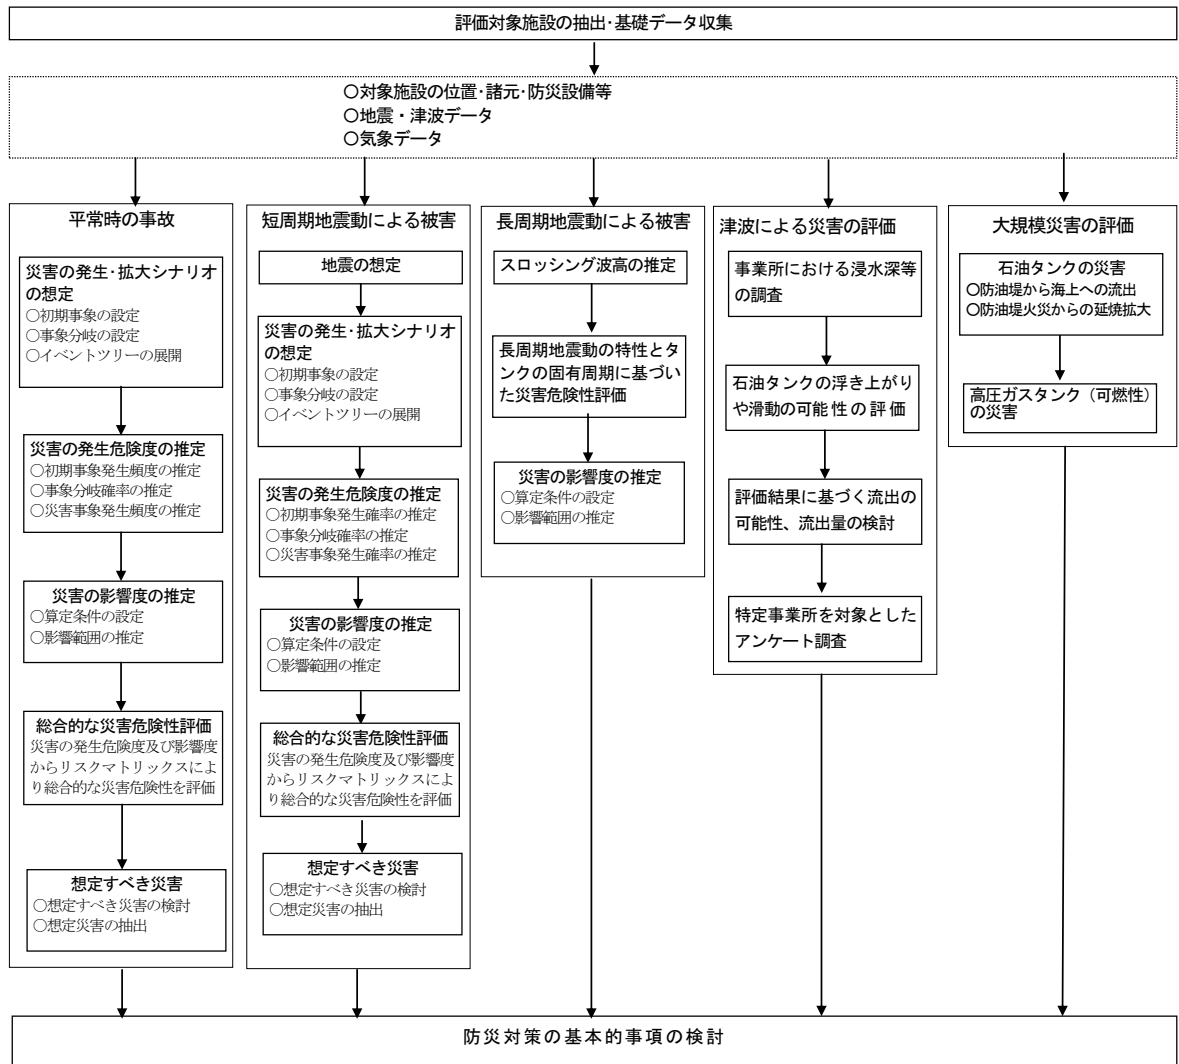 評価対象施設の抽出･基礎データ収集
○対象施設の位置･諸元･防災設備等
○地震・津波データ
○気象データ
平常時の事故
災害の発生･拡大シナリオ
の想定
○初期事象の設定
○事象分岐の設定
○イベントツリーの展開
災害の発生危険度の推定
○初期事象発生頻度の推定
○事象分岐確率の推定
○災害事象発生頻度の推定
災害の影響度の推定
○算定条件の設定
○影響範囲の推定
総合的な災害危険性評価
災害の発生危険度及び影響度
からリスクマトリックスによ
り総合的な災害危険性を評価
想定すべき災害
○想定すべき災害の検討
○想定災害の抽出
短周期地震動による被害
地震の想定
災害の発生･拡大シナリオ
の想定
○初期事象の設定
○事象分岐の設定
○イベントツリーの展開
災害の発生危険度の推定
○初期事象発生確率の推定
○事象分岐確率の推定
○災害事象発生確率の推定
災害の影響度の推定
○算定条件の設定
○影響範囲の推定
総合的な災害危険性評価
災害の発生危険度及び影響度
からリスクマトリックスによ
り総合的な災害危険性を評価
想定すべき災害
○想定すべき災害の検討
○想定災害の抽出
長周期地震動による被害
スロッシング波高の推定
長周期地震動の特性とタ
ンクの固有周期に基づい
た災害危険性評価
災害の影響度の推定
○算定条件の設定
○影響範囲の推定
津波による災害の評価
事業所における浸水深等
の調査
石油タンクの浮き上がり
や滑動の可能性の評価
評価結果に基づく流出の
可能性、流出量の検討
特定事業所を対象とした
アンケート調査
大規模災害の評価
石油タンクの災害
○防油堤から海上への流出
○防油堤火災からの延焼拡大
高圧ガスタンク（可燃性）
の災害
防災対策の基本的事項の検討